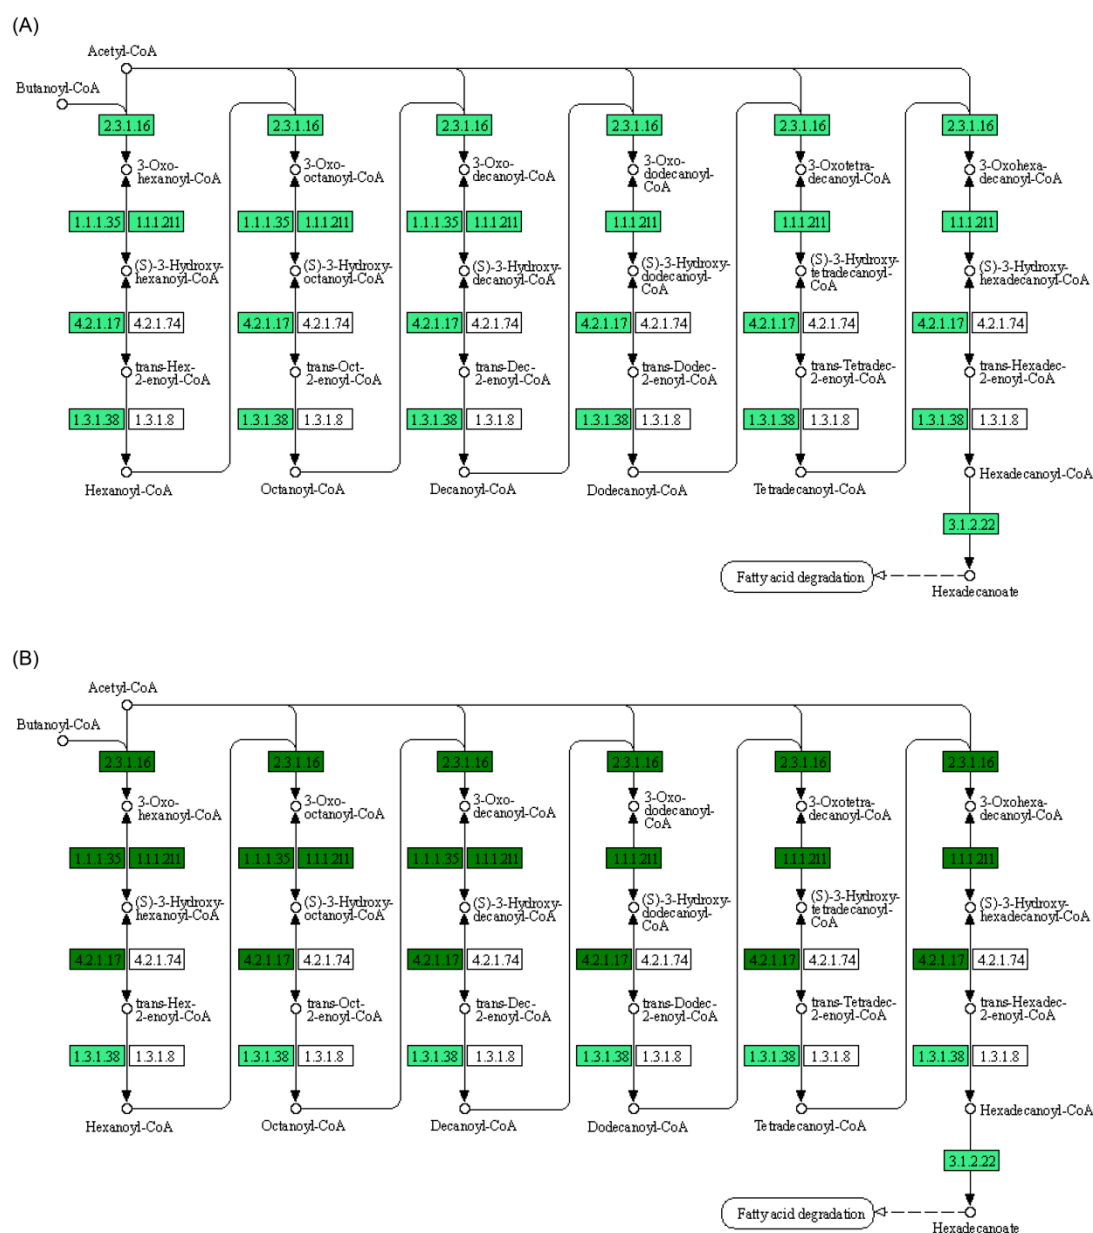 (A)
Acetyl-CoA
Butanoyl-CoA
2.3.1.16 2.3.1.16 2.3.1.16 2.3.1.16 2.3.1.16 2.3.1.16
3-Oxo- 3-Oxo- 3-Oxo- 3-Oxo- 3-Oxotetra- 3-Oxohexa-
hexanoyl-CoA octanoyl-CoA decanoyl-CoA dodecanoyl- decanoyl-CoA decanoyl-CoA
CoA
1.1.1.35 1.1.1.211 1.1.1.35 1.1.1.211 1.1.1.35 1.1.1.211 1.1.1.211 1.1.1.211 1.1.1.211
(S)-3-Hydroxy- (S)-3-Hydroxy- (S)-3-Hydroxy- (S)-3-Hydroxy- (S)-3-Hydroxy- (S)-3-Hydroxy-
hexanoyl-CoA octanoyl-CoA decanoyl-CoA dodecanoyl- tetradecanoyl- hexadecanoyl-CoA
CoA CoA
4.2.1.17 4.2.1.74 4.2.1.17 4.2.1.74 4.2.1.17 4.2.1.74 4.2.1.17 4.2.1.74 4.2.1.17 4.2.1.74 4.2.1.17 4.2.1.74
trans-Hex- trans-Oct- trans-Dec- trans-Dodec- trans-Tetradec- trans-Hexadec-
2-enoyl-CoA 2-enoyl-CoA 2-enoyl-CoA 2-enoyl-CoA 2-enoyl-CoA 2-enoyl-CoA
1.3.1.38 1.3.1.8 1.3.1.38 1.3.1.8 1.3.1.38 1.3.1.8 1.3.1.38 1.3.1.8 1.3.1.38 1.3.1.8 1.3.1.38 1.3.1.8
Hexanoyl-CoA Octanoyl-CoA Decanoyl-CoA Dodecanoyl-CoA Tetradecanoyl-CoA Hexadecanoyl-CoA
3.1.2.22
Fatty acid degradation
Hexadecanoate
(B)
Acetyl-CoA
Butanoyl-CoA
2.3.1.16 2.3.1.16 2.3.1.16 2.3.1.16 2.3.1.16 2.3.1.16
3-Oxo- 3-Oxo- 3-Oxo- 3-Oxo- 3-Oxotetra- 3-Oxohexa-
hexanoyl-CoA octanoyl-CoA decanoyl-CoA dodecanoyl- decanoyl-CoA decanoyl-CoA
CoA
1.1.1.35 1.1.1.211 1.1.1.35 1.1.1.211 1.1.1.35 1.1.1.211 1.1.1.211 1.1.1.211 1.1.1.211
(S)-3-Hydroxy- (S)-3-Hydroxy- (S)-3-Hydroxy- (S)-3-Hydroxy- (S)-3-Hydroxy- (S)-3-Hydroxy-
hexanoyl-CoA octanoyl-CoA decanoyl-CoA dodecanoyl- tetradecanoyl- hexadecanoyl-CoA
CoA CoA
4.2.1.17 4.2.1.74 4.2.1.17 4.2.1.74 4.2.1.17 4.2.1.74 4.2.1.17 4.2.1.74 4.2.1.17 4.2.1.74 4.2.1.17 4.2.1.74
trans-Hex- trans-Oct- trans-Dec- trans-Dodec- trans-Tetradec- trans-Hexadec-
2-enoyl-CoA 2-enoyl-CoA 2-enoyl-CoA 2-enoyl-CoA 2-enoyl-CoA 2-enoyl-CoA
1.3.1.38 1.3.1.8 1.3.1.38 1.3.1.8 1.3.1.38 1.3.1.8 1.3.1.38 1.3.1.8 1.3.1.38 1.3.1.8 1.3.1.38 1.3.1.8
Hexanoyl-CoA Octanoyl-CoA Decanoyl-CoA Dodecanoyl-CoA Tetradecanoyl-CoA Hexadecanoyl-CoA
3.1.2.22
Fatty acid degradation
Hexadecanoate